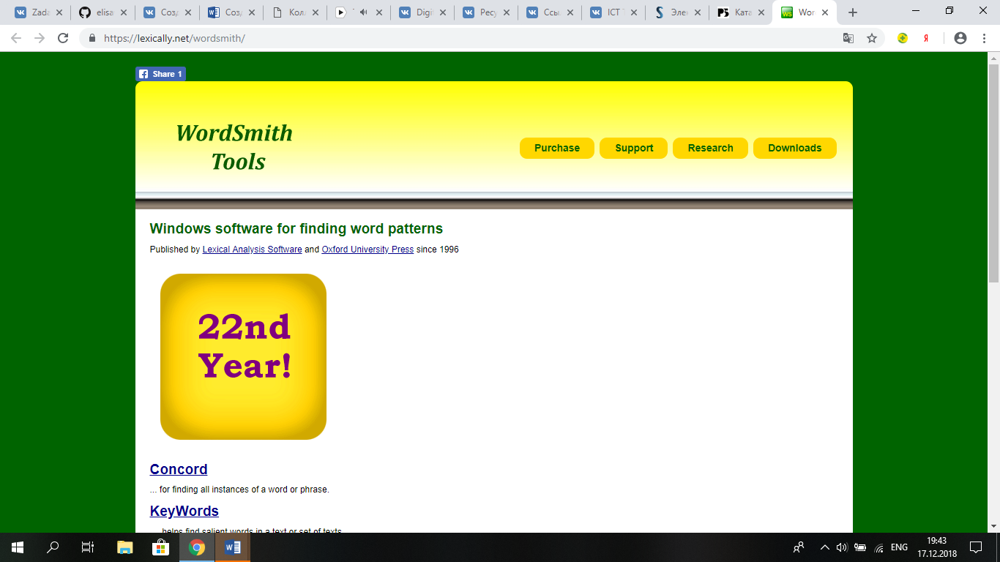 Zada
elisa
Созд
Созд
Кол
Digi
Ресу
Ссы
ICT
Эле
Ката
Wor
https://lexically.net/wordsmith/
Share 1
WordSmith
Tools
Purchase Support Research Downloads
Windows software for finding word patterns
Published by Lexical Analysis Software and Oxford University Press since 1996
22nd
Year!
Concord
... for finding all instances of a word or phrase.
KeyWords
... helps find salient words in a text or set of texts.
ENG
19:43
17.12.2018